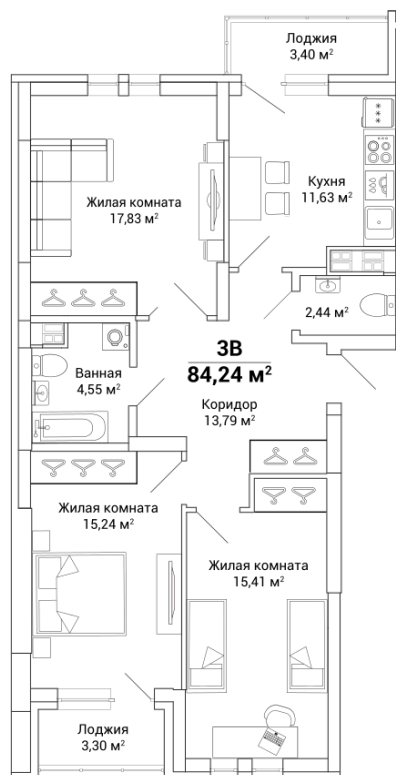 Лоджия
3,40 м²
Кухня
11,63 м²
Жилая комната
17,83 м²
2,44 м²
3В
84,24 м²
Ванная
4,55 м²
Коридор
13,79 м²
Жилая комната
15,24 м²
Жилая комната
15,41 м²
Лоджия
3,30 м²